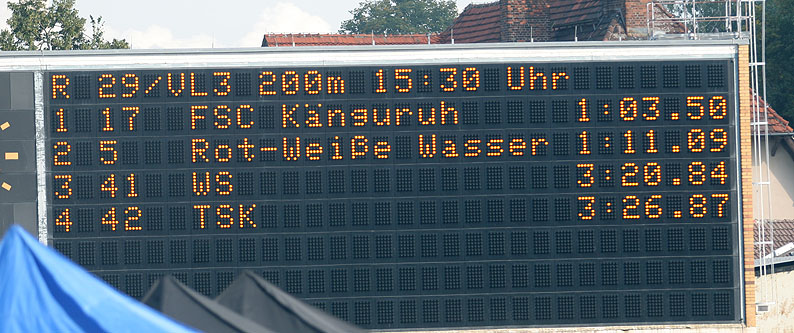 R 29/VL3 200m 15:30 Uhr
1 17 FSC Känguruh 1:03.50
2 5 Rot-Weiße Wasser 1:11.09
3 41 WS 3:20.84
4 42 TSK 3:26.87